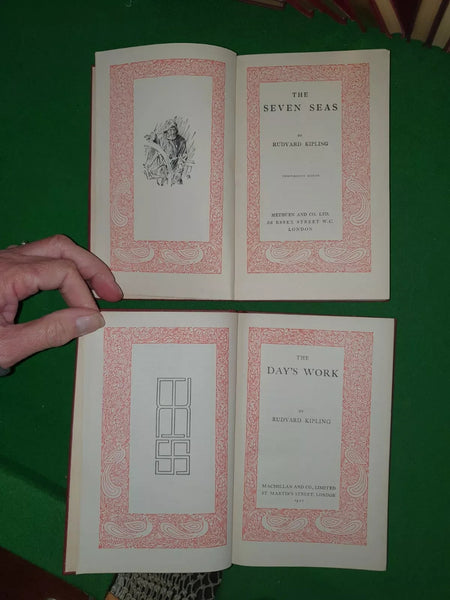 THE
SEVEN SEAS
BY
RUDYARD KIPLING
METHUEN AND CO. LTD.
36 ESSEX STREET W.C.
LONDON
THE
DAY'S WORK
BY
RUDYARD KIPLING
MACMILLAN AND CO., LIMITED
ST. MARTIN'S STREET, LONDON